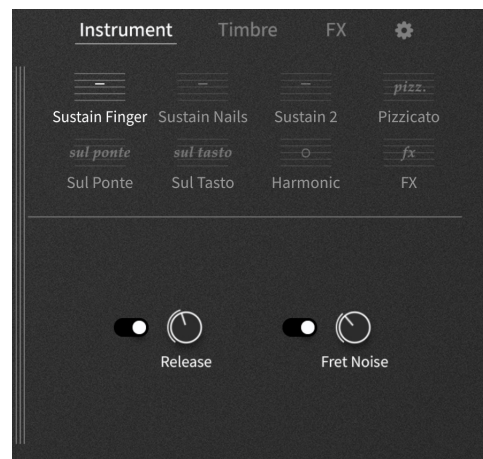 Instrument Timbre FX
pizz.
Sustain Finger Sustain Nails Sustain 2 Pizzicato
sul ponte sul tasto fx
Sul Ponte Sul Tasto Harmonic FX
Release Fret Noise